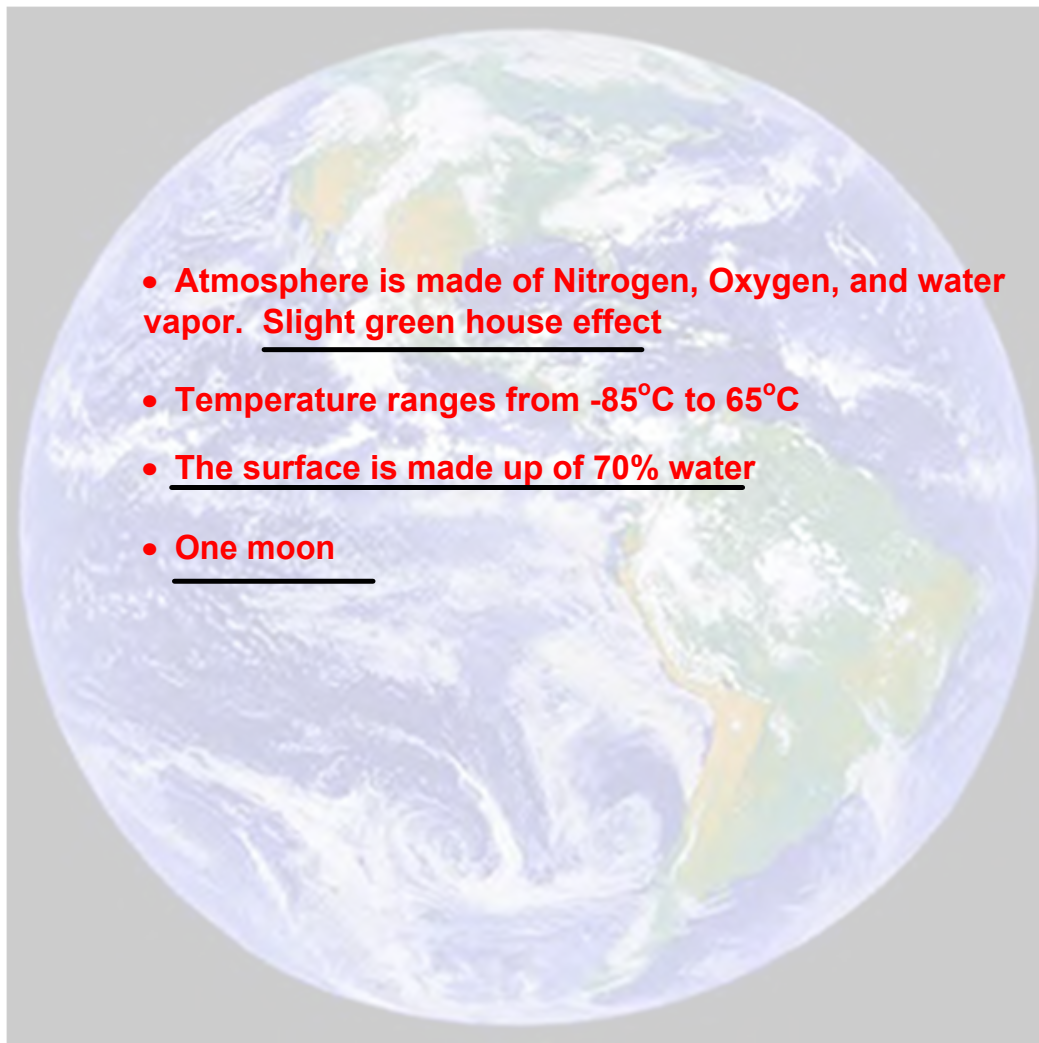 • Atmosphere is made of Nitrogen, Oxygen, and water
vapor.  Slight green house effect
• Temperature ranges from -85°C to 65°C
• The surface is made up of 70% water
• One moon